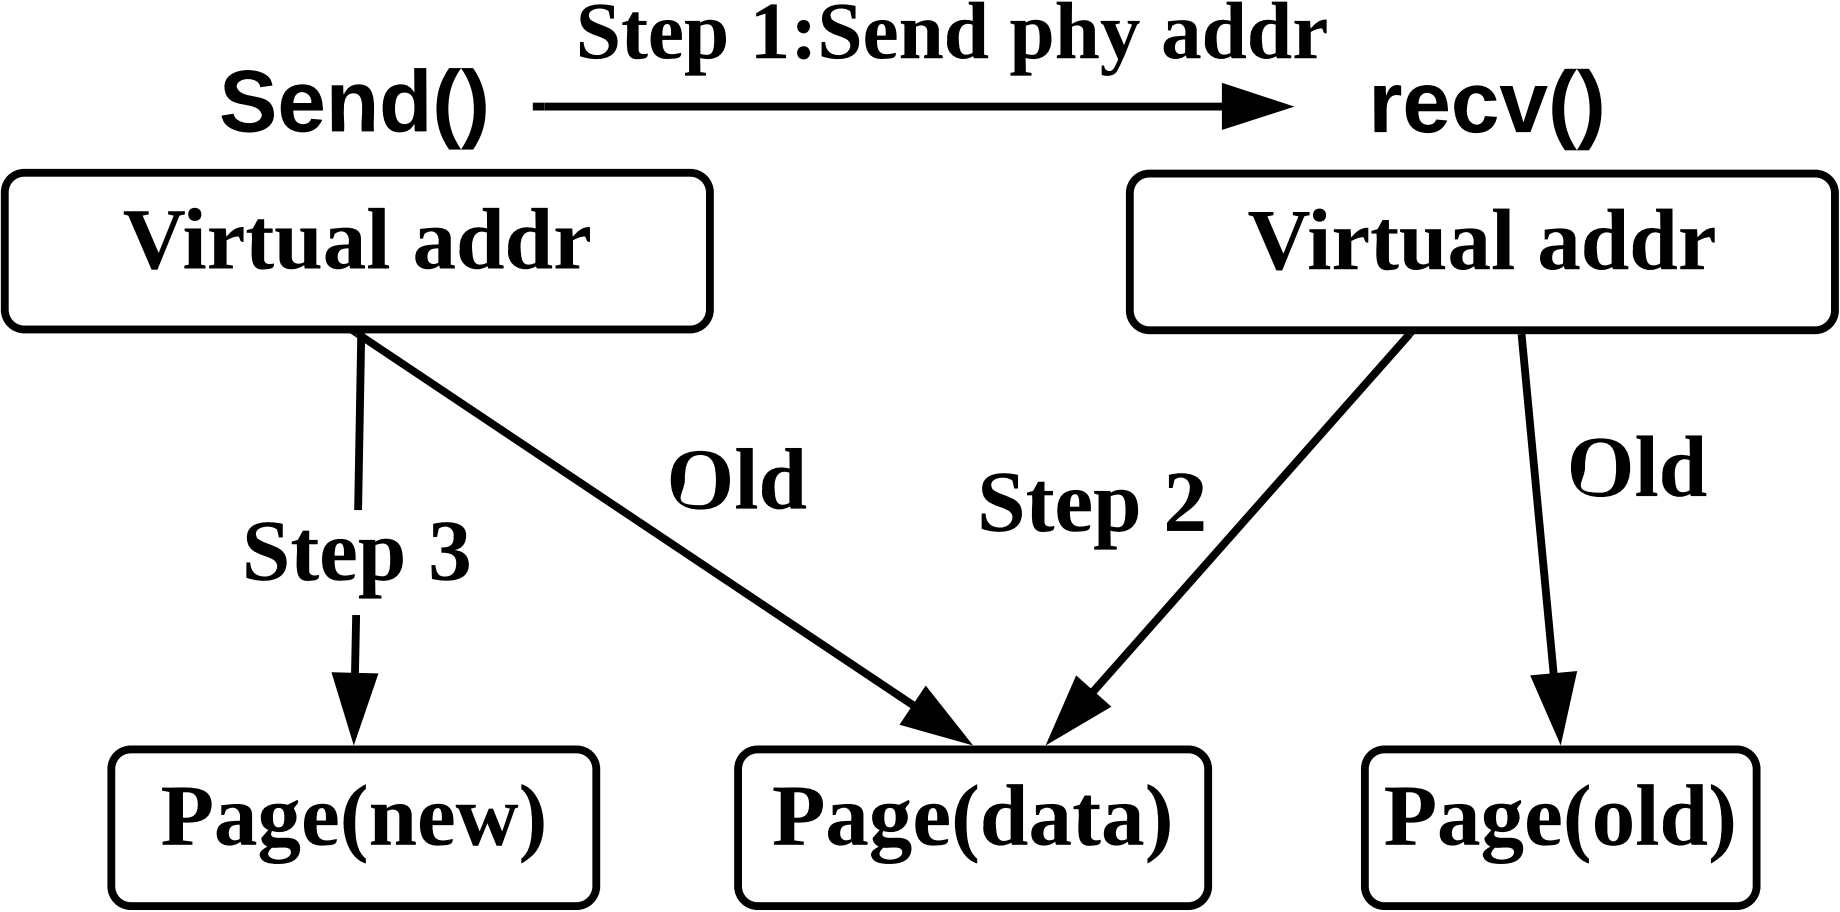 Step 1:Send phy addr
Send()
recv()
Virtual addr
Virtual addr
Old
Old
Step 2
Step 3
Page(new)
Page(data)
Page(old)